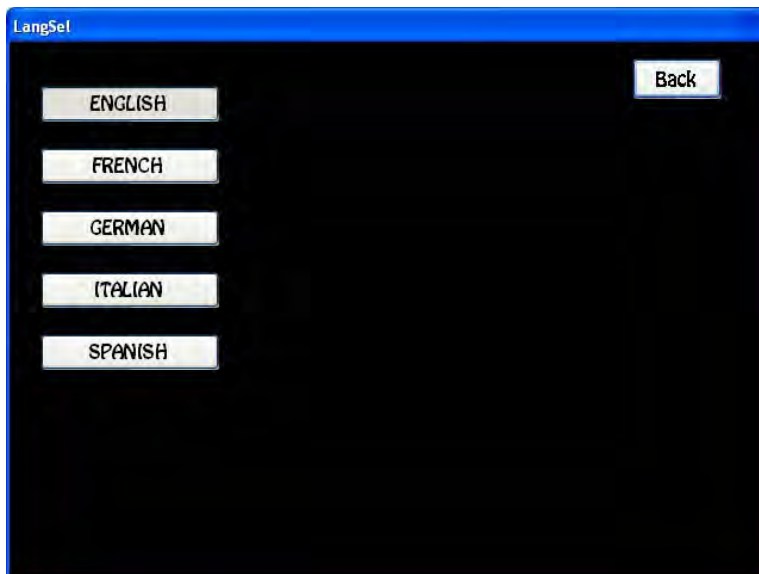 LangSel
Back
ENGLISH
FRENCH
GERMAN
ITALIAN
SPANISH